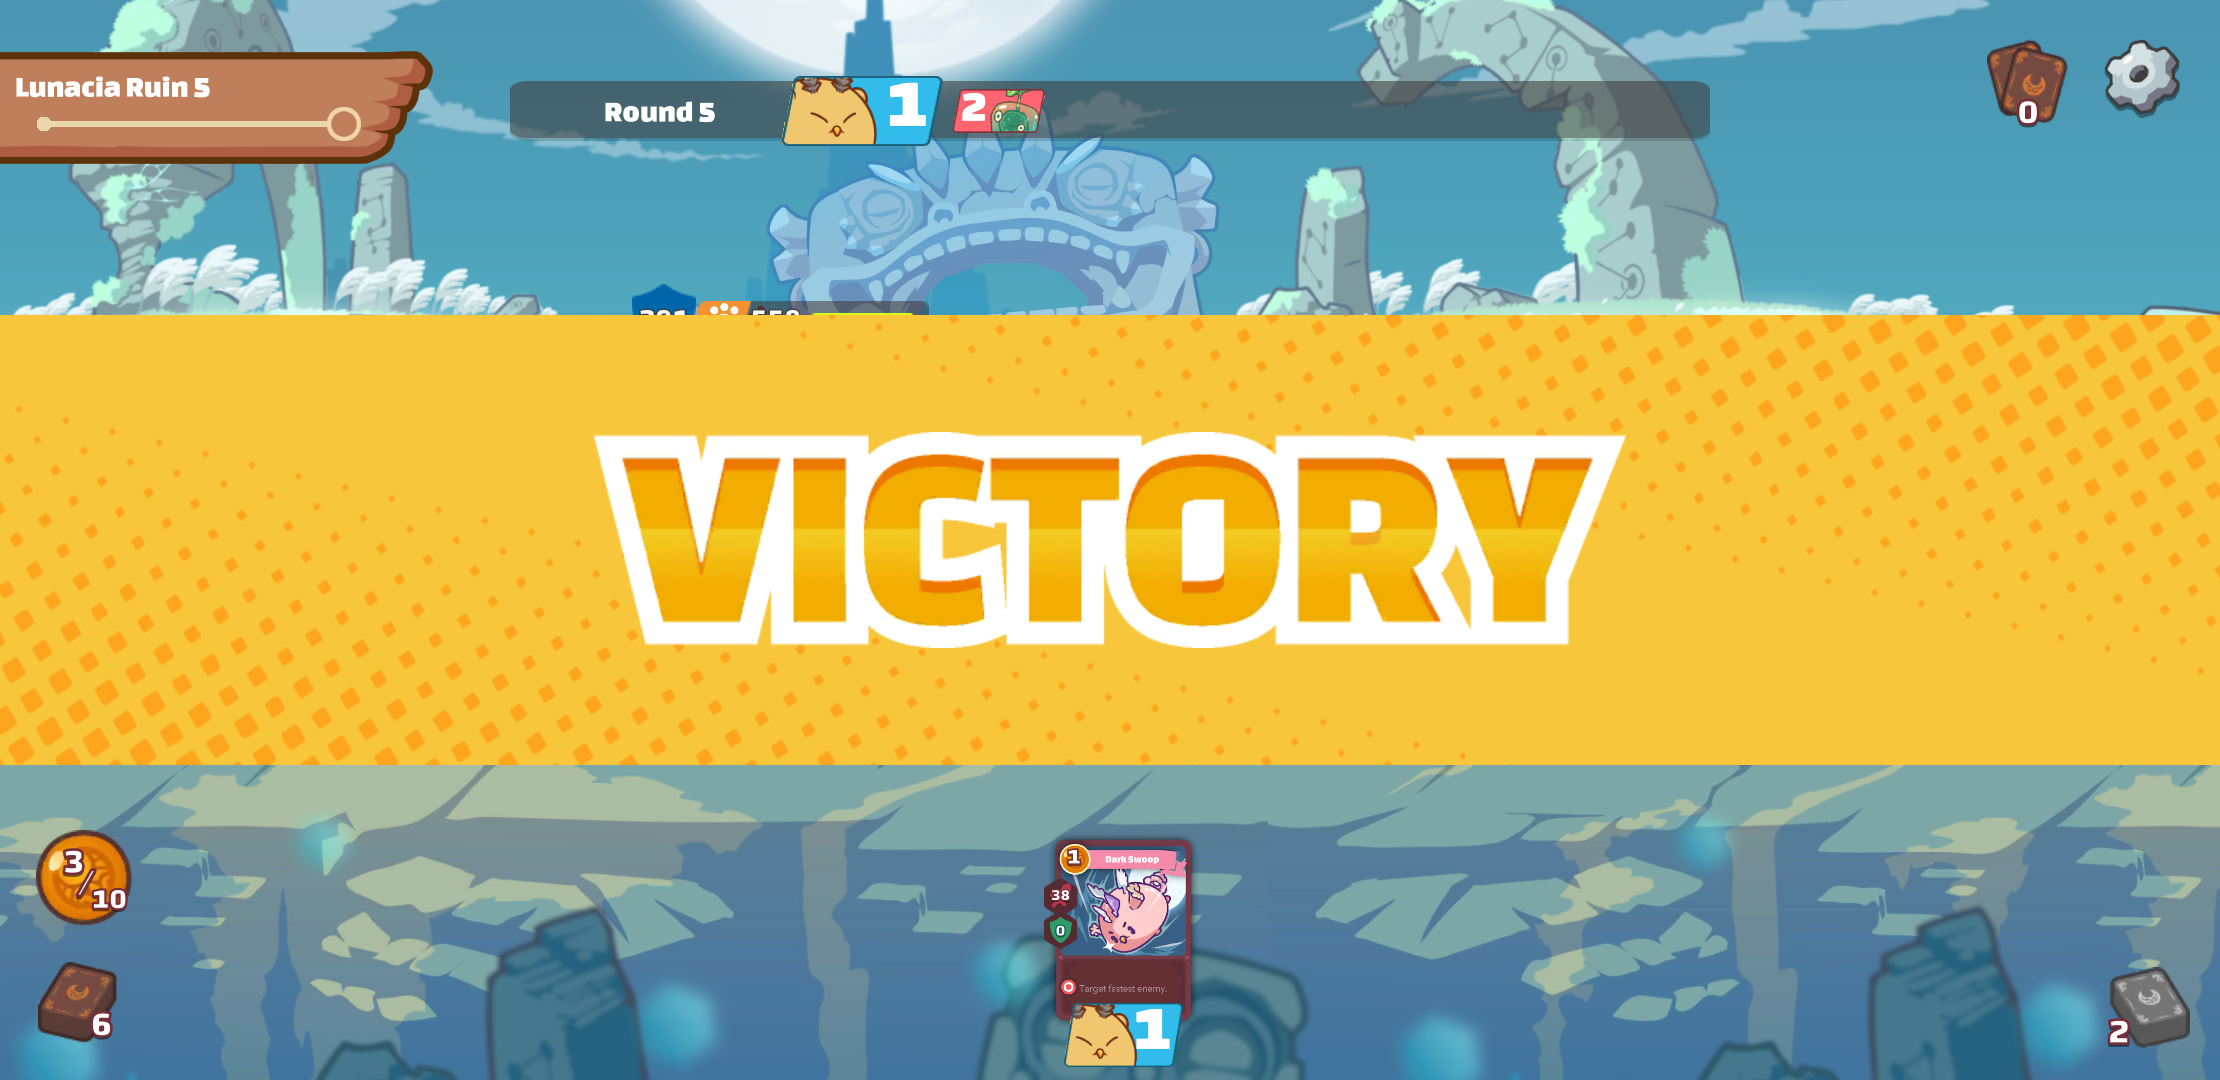 Lunacia Ruin 5
Round 5
1
2
0
VICTORY
3/10
6
1
Dark Swoop
38
0
Target fastest enemy.
1
2